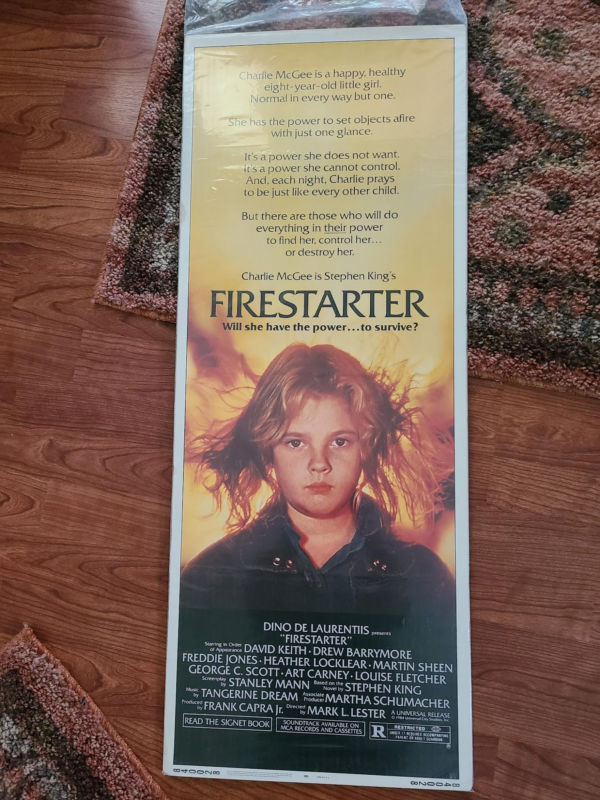 Charlie McGee is a happy, healthy
eight-year-old little girl.
Normal in every way but one.
She has the power to set objects afire
with just one glance.
It's a power she does not want.
It's a power she cannot control.
And, each night, Charlie prays
to be just like every other child.
But there are those who will do
everything in their power
to find her, control her...
or destroy her.
Charlie McGee is Stephen King's
FIRESTARTER
Will she have the power...to survive?
DINO DE LAURENTIIS presents
"FIRESTARTER"
Starring in Order of Appearance DAVID KEITH · DREW BARRYMORE
FREDDIE JONES · HEATHER LOCKLEAR · MARTIN SHEEN
GEORGE C. SCOTT · ART CARNEY · LOUISE FLETCHER
Screenplay by STANLEY MANN Based on the Novel by STEPHEN KING
Music by TANGERINE DREAM Associate Producer MARTHA SCHUMACHER
Produced by FRANK CAPRA Jr. Directed by MARK L. LESTER A UNIVERSAL RELEASE
READ THE SIGNET BOOK
SOUNDTRACK AVAILABLE ON
MCA RECORDS AND CASSETTES
R RESTRICTED
840028
840028